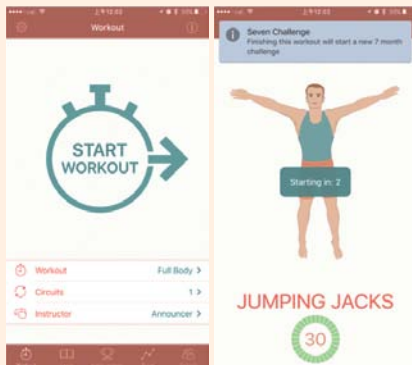 Workout
START
WORKOUT
Workout
Full Body >
Circuits
1 >
Instructor
Announcer >
Seven Challenge
Finishing this workout will start a new 7 month
challenge
Starting in: 2
JUMPING JACKS
30